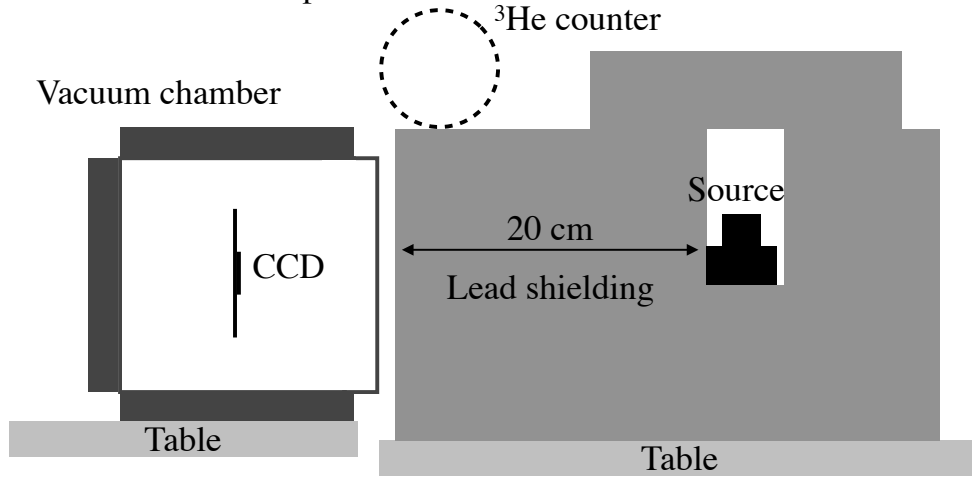 ³He counter
Vacuum chamber
Source
20 cm
CCD
Lead shielding
Table
Table